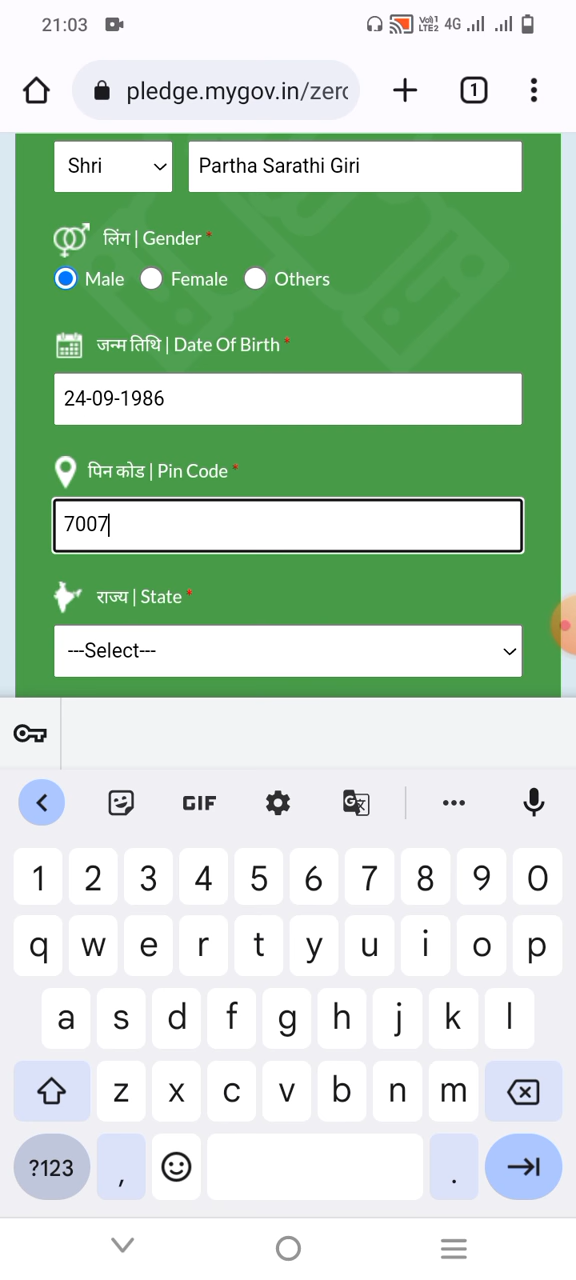 21:03
Vo)) 1
LTE2
4G
pledge.mygov.in/zero
1
Shri
Partha Sarathi Giri
लिंग | Gender *
Male
Female
Others
जन्म तिथि | Date Of Birth *
24-09-1986
पिन कोड | Pin Code *
7007
राज्य | State *
---Select---
GIF
1 2 3 4 5 6 7 8 9 0
q w e r t y u i o p
a s d f g h j k l
z x c v b n m
?123 , .